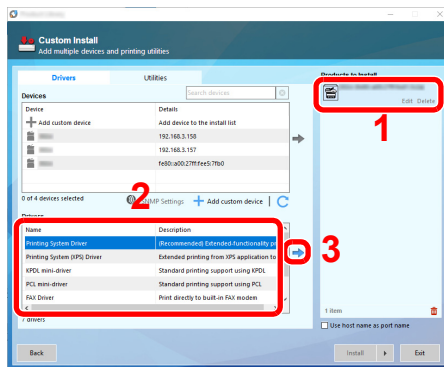 Custom Install
Add multiple devices and printing utilities
Drivers
Utilities
Products to Install
Devices
Search devices
Edit Delete
Device
Details
Add custom device
Add device to the install list
192.168.3.158
192.168.3.157
fe80::a00:27ff:fee5:7fb0
1
2
0 of 4 devices selected
SNMP Settings
Add custom device
Drivers
3
Name
Description
Printing System Driver
(Recommended) Extended-functionality pr
Printing System (XPS) Driver
Extended printing from XPS application to
KPDL mini-driver
Standard printing support using KPDL
PCL mini-driver
Standard printing support using PCL
FAX Driver
Print directly to built-in FAX modem
7 drivers
1 item
Use host name as port name
Back
Install
Exit